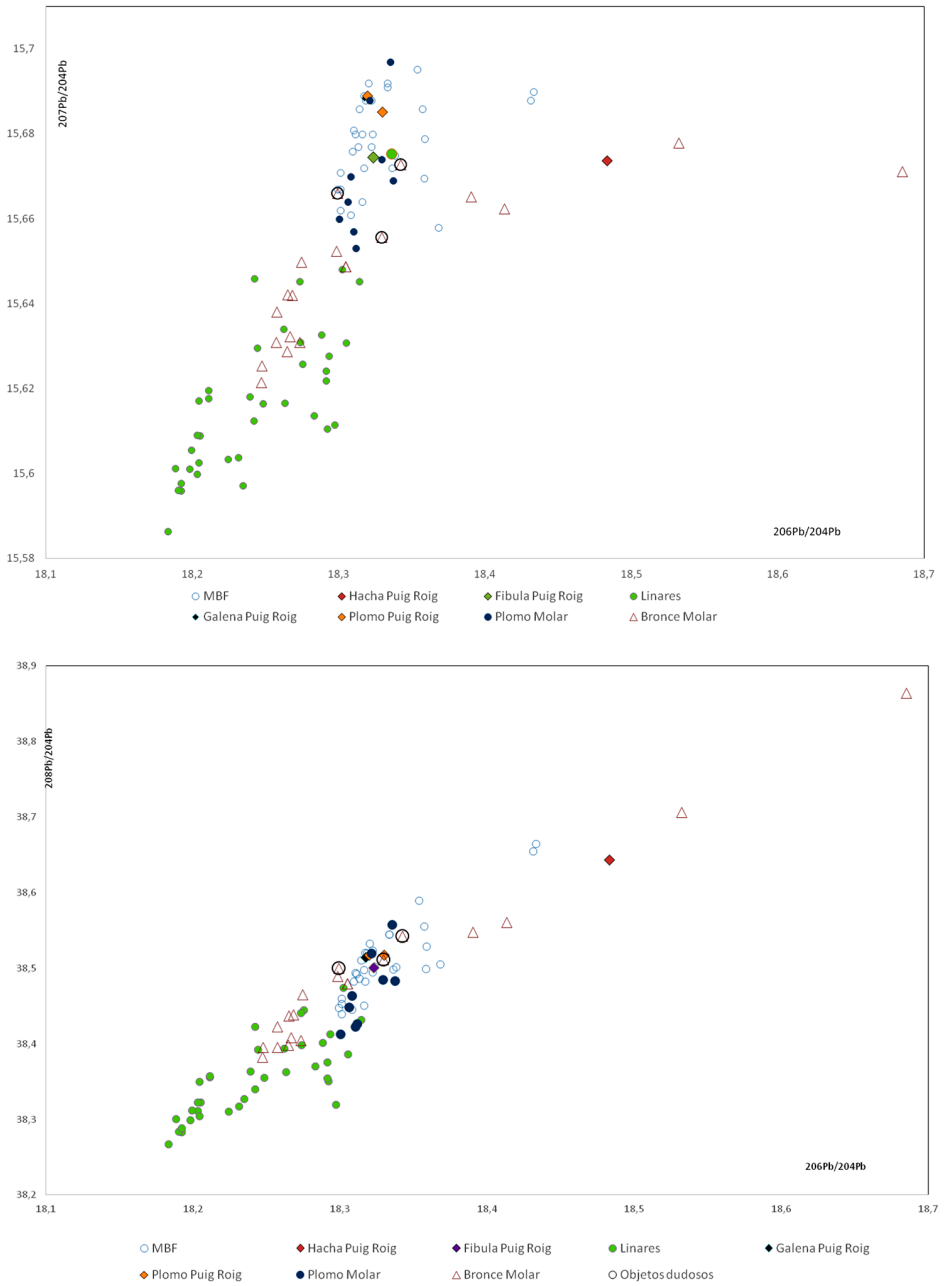 15,7
207Pb/204Pb
15,68
15,66
15,64
15,62
15,6
206Pb/204Pb
15,58
18,1 18,2 18,3 18,4 18,5 18,6 18,7
MBF Hacha Puig Roig Fibula Puig Roig Linares
Galena Puig Roig Plomo Puig Roig Plomo Molar Bronce Molar
38,9
208Pb/204Pb
38,8
38,7
38,6
38,5
38,4
38,3
206Pb/204Pb
38,2
18,1 18,2 18,3 18,4 18,5 18,6 18,7
MBF Hacha Puig Roig Fibula Puig Roig Linares Galena Puig Roig
Plomo Puig Roig Plomo Molar Bronce Molar Objetos dudosos